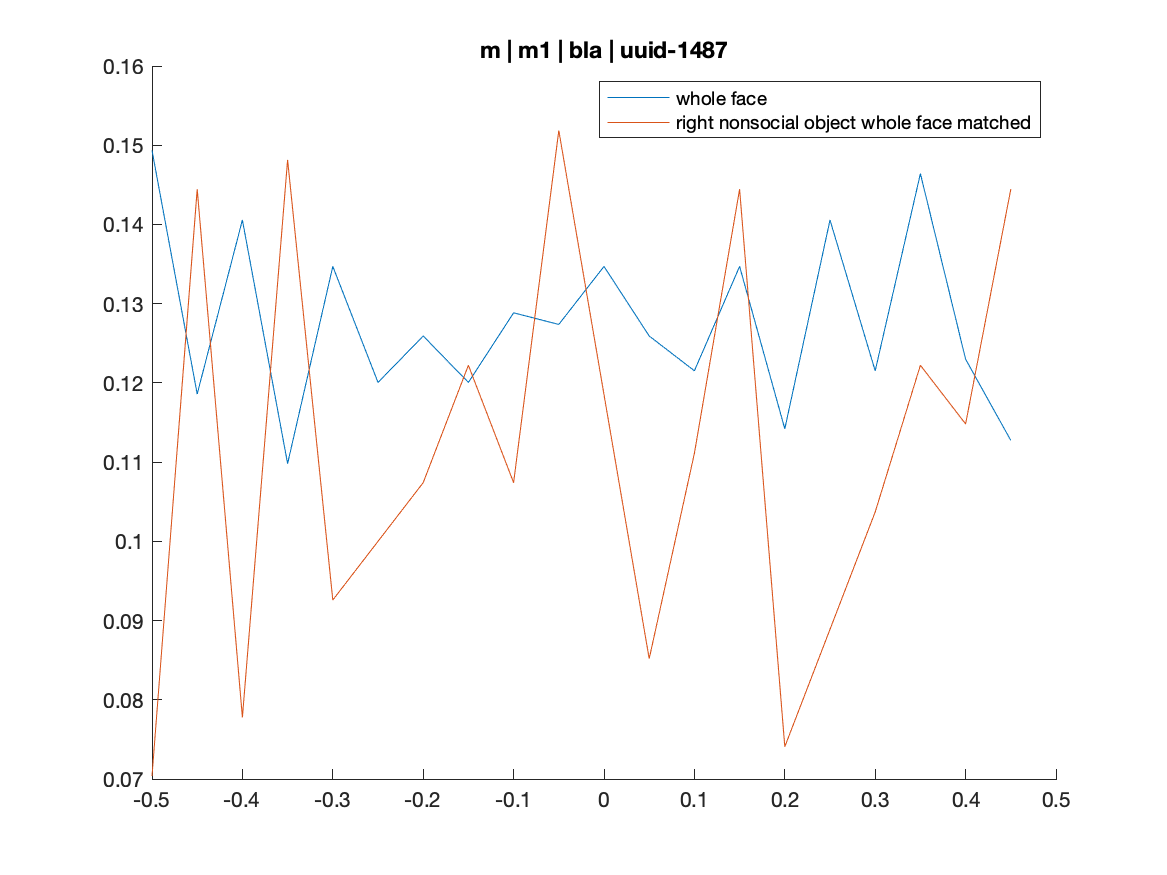 m | m1 | bla | uuid-1487
whole face
right nonsocial object whole face matched
0.16
0.15
0.14
0.13
0.12
0.11
0.1
0.09
0.08
0.07
-0.5 -0.4 -0.3 -0.2 -0.1 0 0.1 0.2 0.3 0.4 0.5